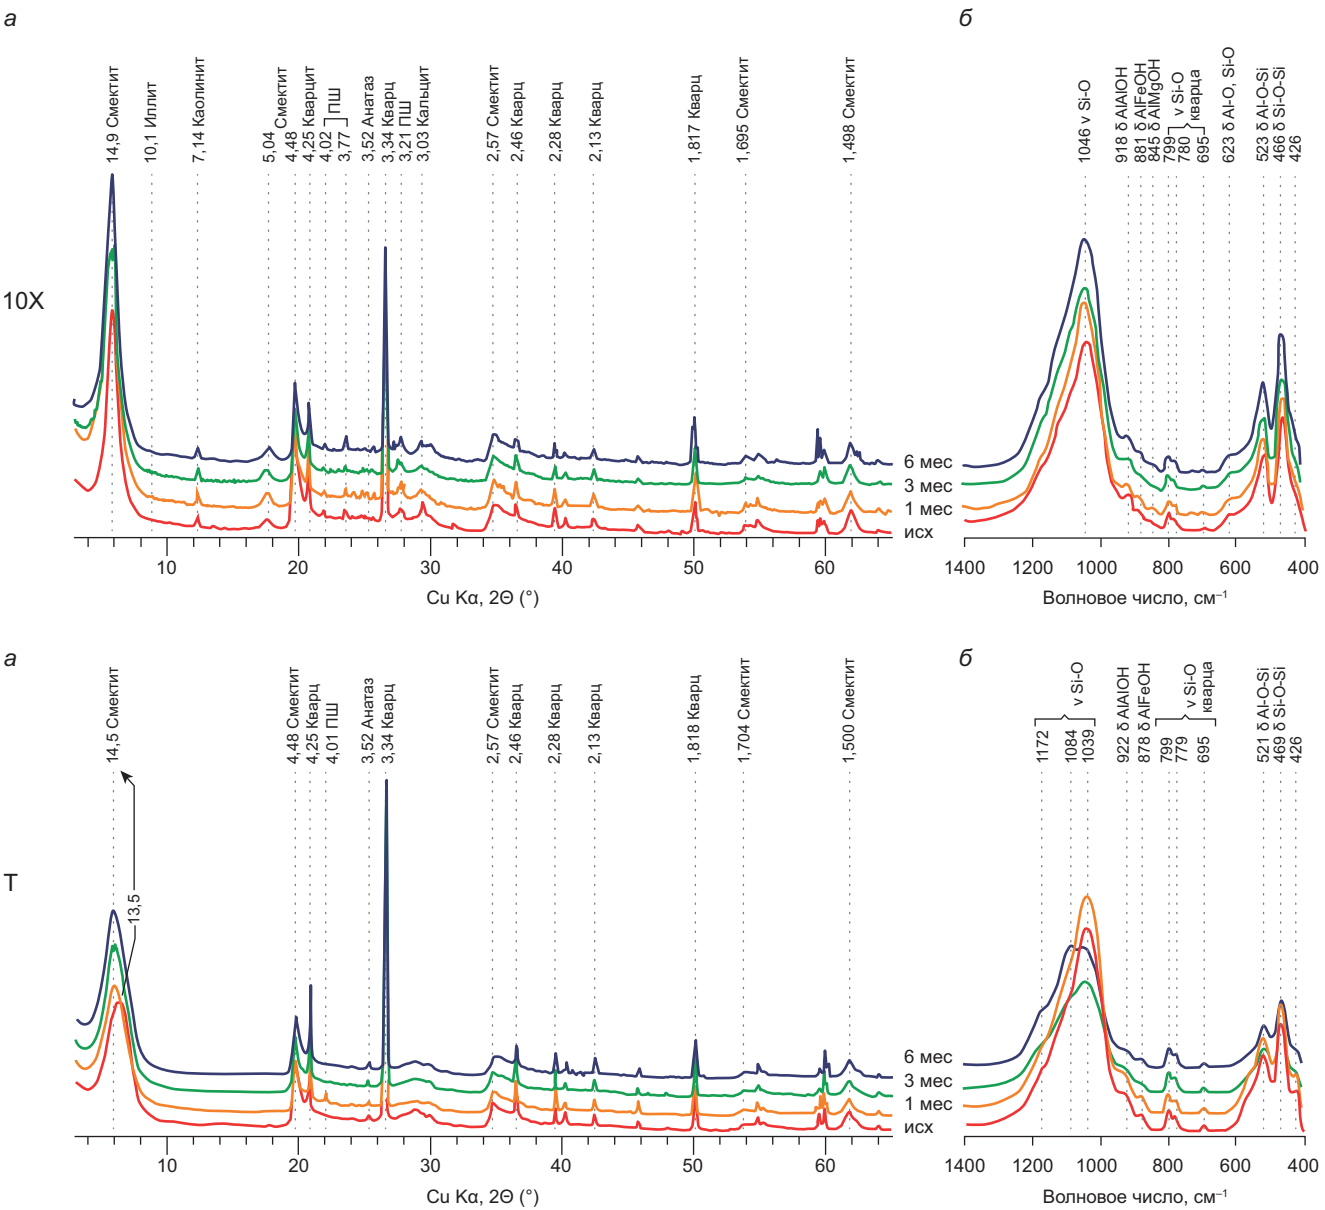 а
б
14,9 Смектит
10,1 Иллит
7,14 Каолинит
5,04 Смектит
4,48
4,25 Кварцит
4,02
3,77
ПШ
3,52 Анатаз
3,34 Кварц
3,21 ПШ
3,03 Кальцит
2,57 Смектит
2,46 Кварц
2,28 Кварц
2,13 Кварц
1,817 Кварц
1,695 Смектит
1,498 Смектит
1046 ν Si-O
918 δ AlAlOH
881 δ AlFeOH
845 δ AlMgOH
799
780
695
ν Si-O
кварца
623 δ Al-O, Si-O
523 δ Al-O-Si
466 δ Si-O-Si
426
10X
6 мес
3 мес
1 мес
исх
10 20 30 40 50 60
Cu Kα, 2Θ (°)
1400 1200 1000 800 600 400
Волновое число, см⁻¹
а
б
14,5 Смектит
13,5
4,48 Смектит
4,25 Кварц
4,01 ПШ
3,52 Анатаз
3,34 Кварц
2,57 Смектит
2,46 Кварц
2,28 Кварц
2,13 Кварц
1,818 Кварц
1,704 Смектит
1,500 Смектит
1172
1084
1039
ν Si-O
922 δ AlAlOH
878 δ AlFeOH
799
779
695
ν Si-O
кварца
521 δ Al-O-Si
469 δ Si-O-Si
426
T
6 мес
3 мес
1 мес
исх
10 20 30 40 50 60
Cu Kα, 2Θ (°)
1400 1200 1000 800 600 400
Волновое число, см⁻¹